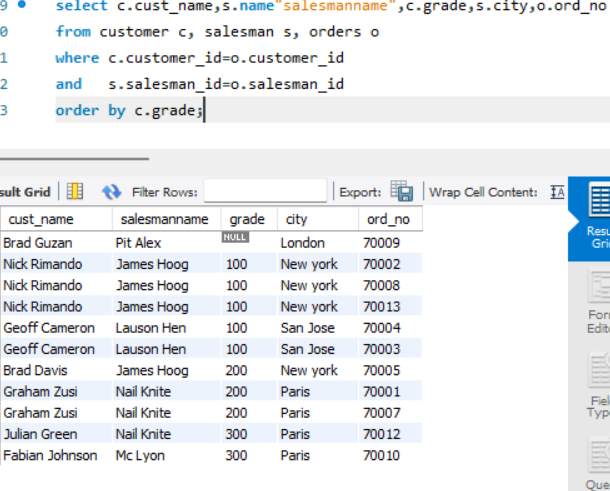 9 select c.cust_name,s.name"salesmanname",c.grade,s.city,o.ord_no
0 from customer c, salesman s, orders o
1 where c.customer_id=o.customer_id
2 and s.salesman_id=o.salesman_id
3 order by c.grade;
sult Grid Filter Rows: Export: Wrap Cell Content: IA
cust_name salesmanname grade city ord_no
Brad Guzan Pit Alex NULL London 70009
Nick Rimando James Hoog 100 New york 70002
Nick Rimando James Hoog 100 New york 70008
Nick Rimando James Hoog 100 New york 70013
Geoff Cameron Lauson Hen 100 San Jose 70004
Geoff Cameron Lauson Hen 100 San Jose 70003
Brad Davis James Hoog 200 New york 70005
Graham Zusi Nail Knite 200 Paris 70001
Graham Zusi Nail Knite 200 Paris 70007
Julian Green Nail Knite 300 Paris 70012
Fabian Johnson Mc Lyon 300 Paris 70010
Resu
Gri
For
Edit
Fiel
Typ
Que